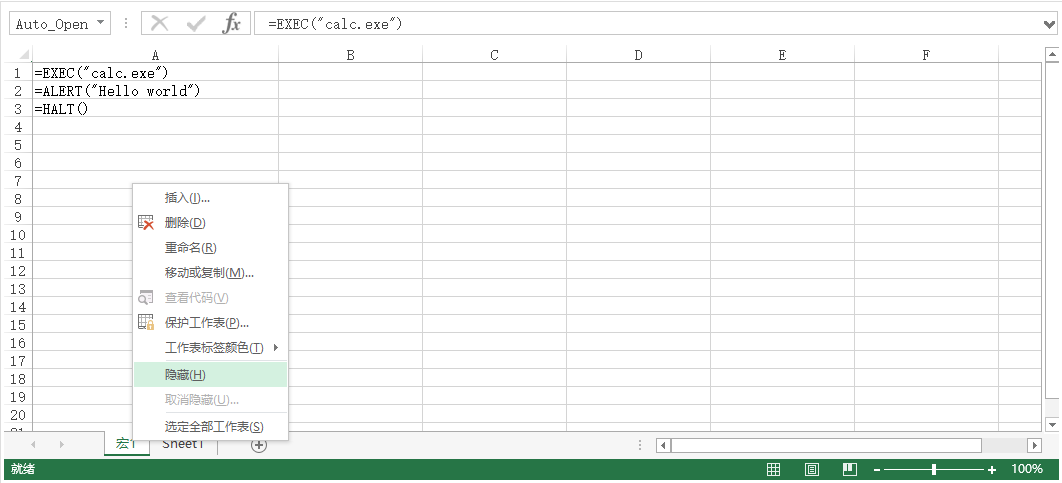 Auto_Open
fx
=EXEC("calc.exe")
A B C D E F
1 =EXEC("calc.exe")
2 =ALERT("Hello world")
3 =HALT()
4
5
6
7
8
9
10
11
12
13
14
15
16
17
18
19
20
21
插入(I)...
删除(D)
重命名(R)
移动或复制(M)...
查看代码(V)
保护工作表(P)...
工作表标签颜色(T)
隐藏(H)
取消隐藏(U)...
选定全部工作表(S)
宏1 Sheet1
就绪 100%